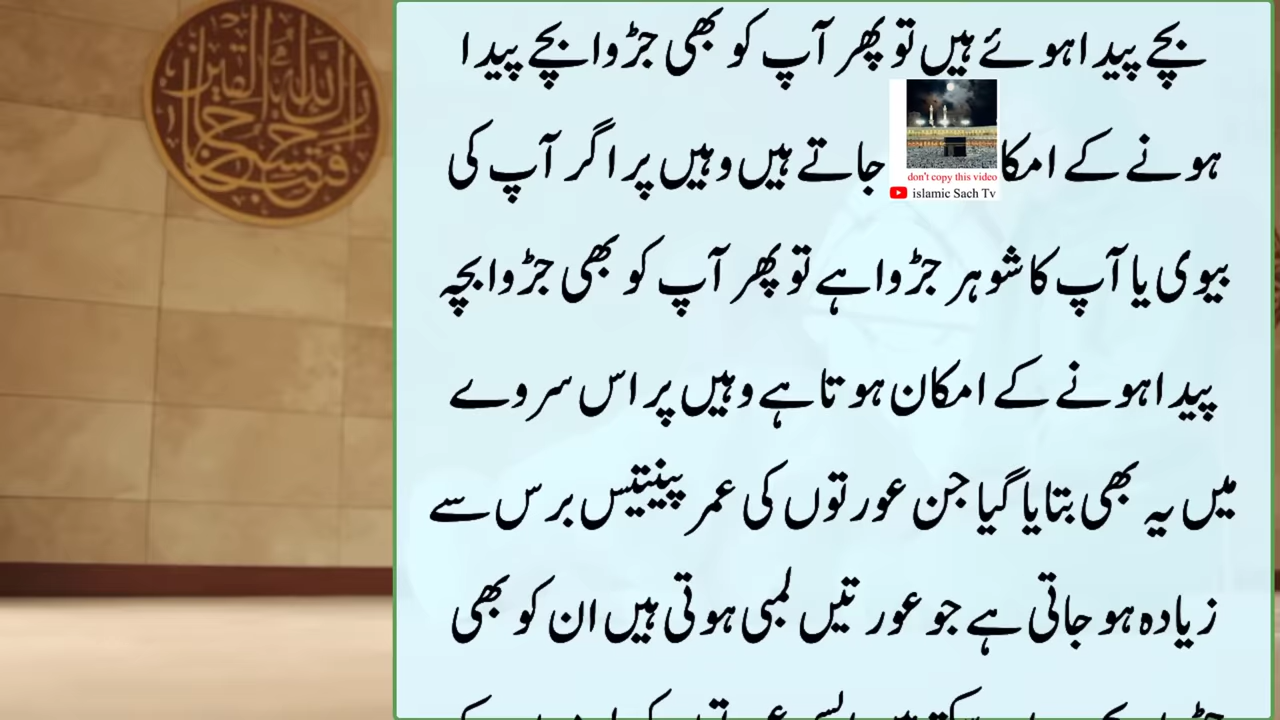 بچے پیدا ہوئے ہیں تو پھر آپ کو بھی جڑوا بچے پیدا
ہونے کے امکا جاتے ہیں وہیں پر اگر آپ کی
don't copy this video
islamic Sach Tv
بیوی یا آپ کا شوہر جڑوا ہے تو پھر آپ کو بھی جڑوا بچہ
پیدا ہونے کے امکان ہوتا ہے وہیں پر اس سروے
میں یہ بھی بتایا گیا جن عورتوں کی عمر پینتیس برس سے
زیادہ ہو جاتی ہے جو عورتیں لمبی ہوتی ہیں ان کو بھی